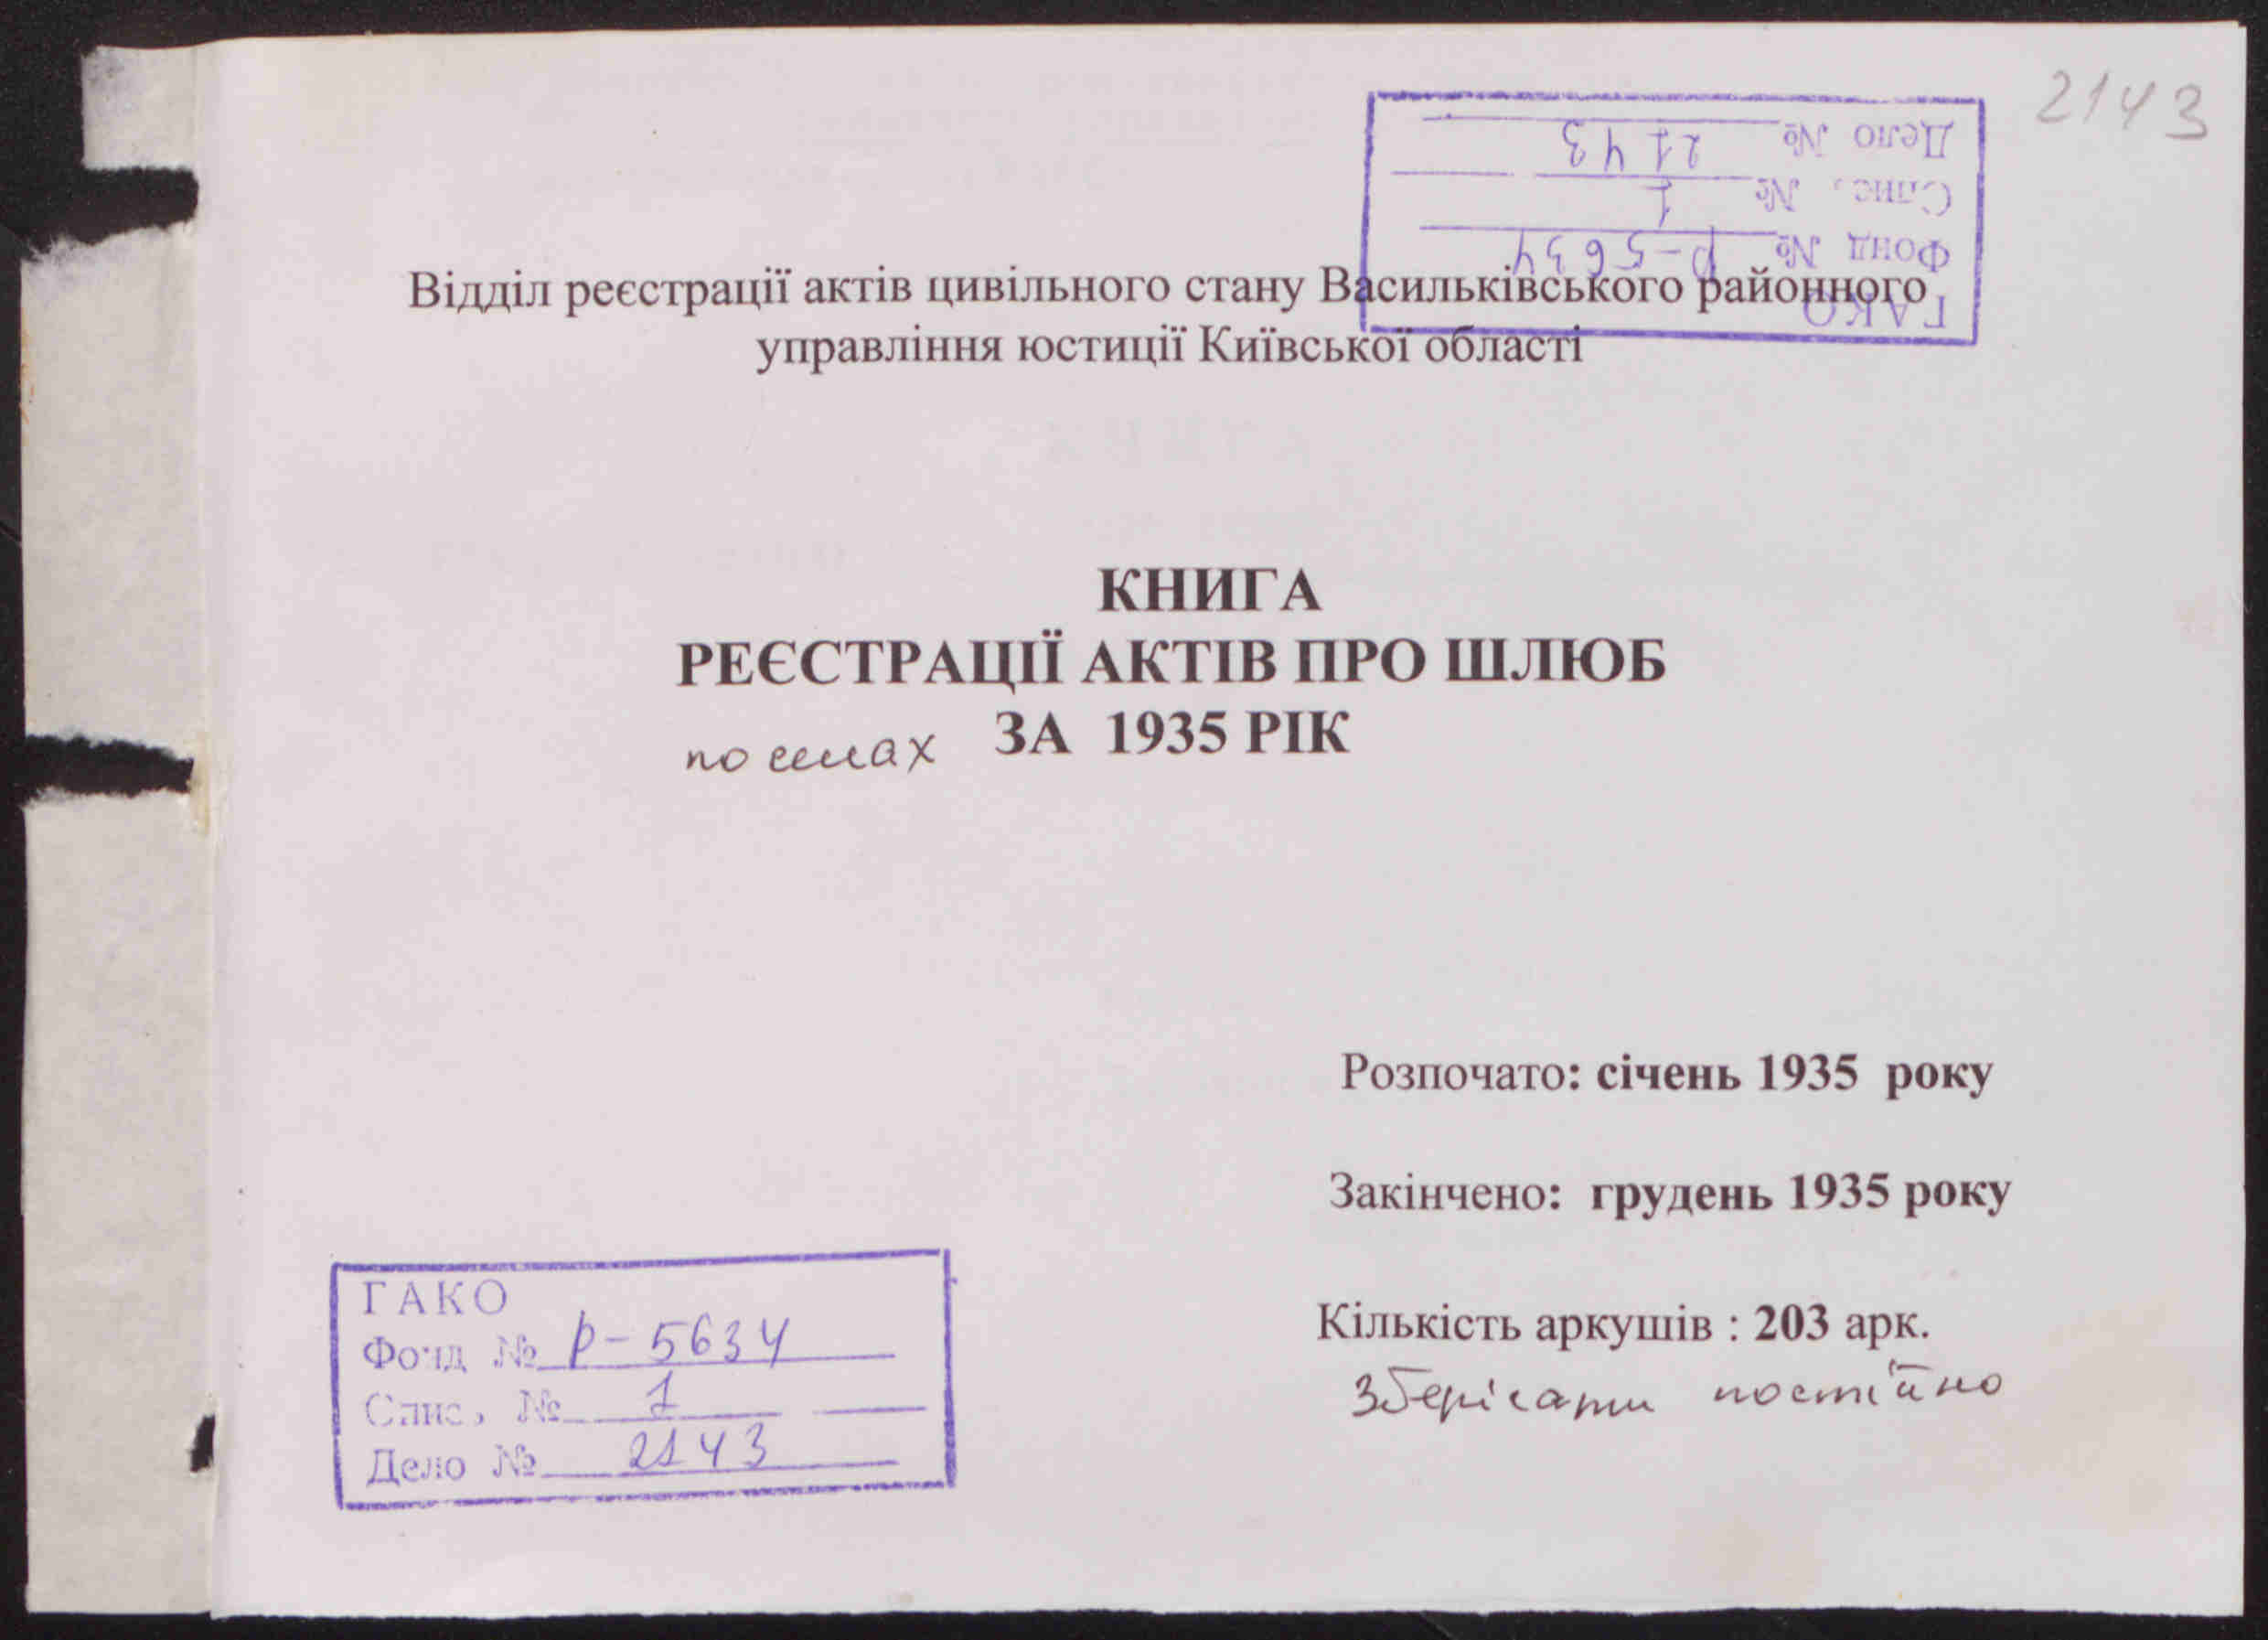 2143
Дело № 2143
Спис. № 1
Фонд № Р-5634
ГАКО
Відділ реєстрації актів цивільного стану Васильківського районного
управління юстиції Київської області
КНИГА
РЕЄСТРАЦІЇ АКТІВ ПРО ШЛЮБ
по селах ЗА 1935 РІК
Розпочато: січень 1935 року
Закінчено: грудень 1935 року
Кількість аркушів : 203 арк.
Зберігати постійно
ГАКО
Фонд № Р-5634
Спис. № 1
Дело № 2143